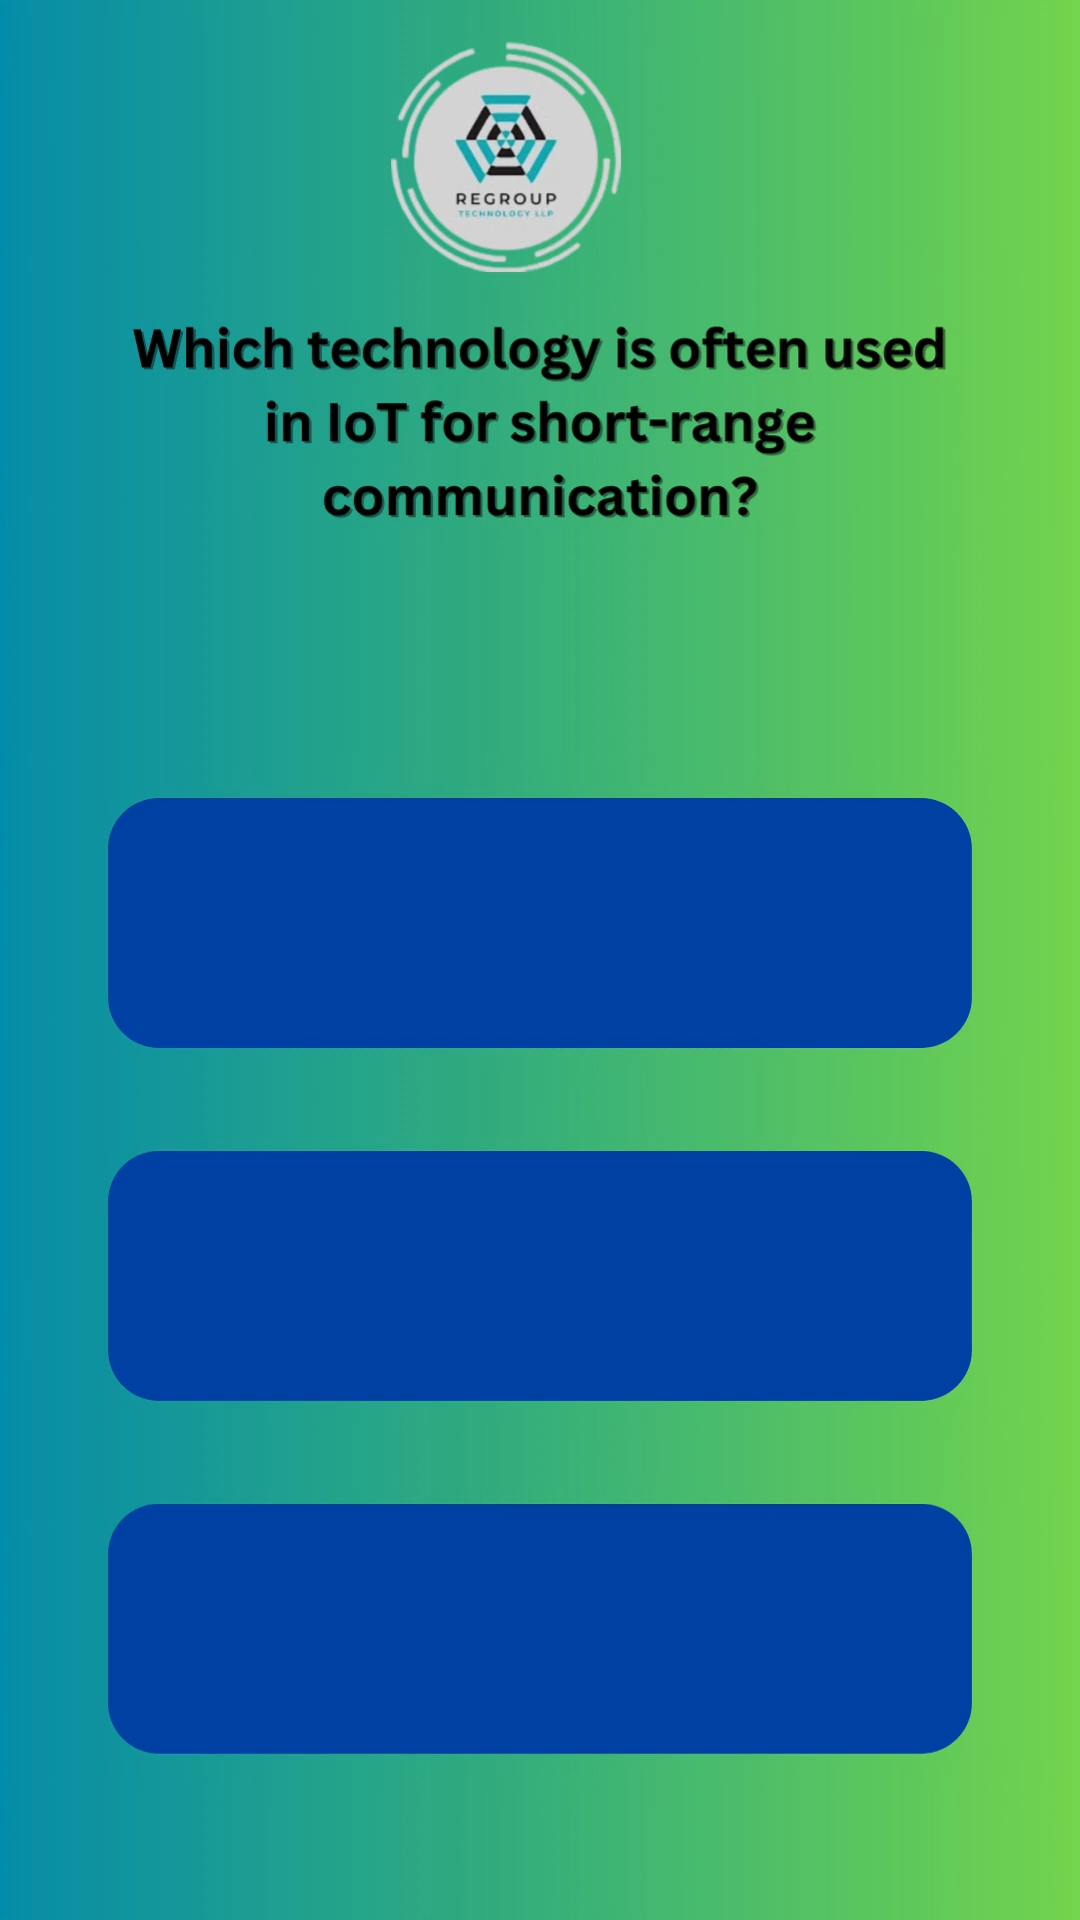 REGROUP
TECHNOLOGY LLP
Which technology is often used
in IoT for short-range
communication?